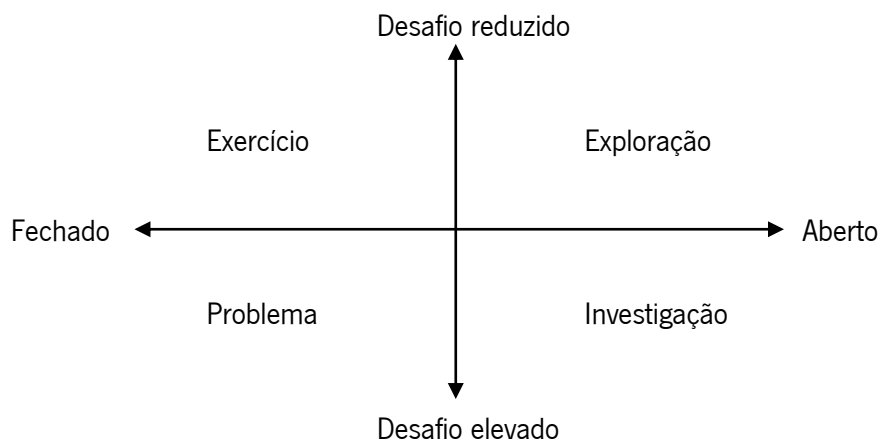 Desafio reduzido
Exercício
Exploração
Fechado
Aberto
Problema
Investigação
Desafio elevado